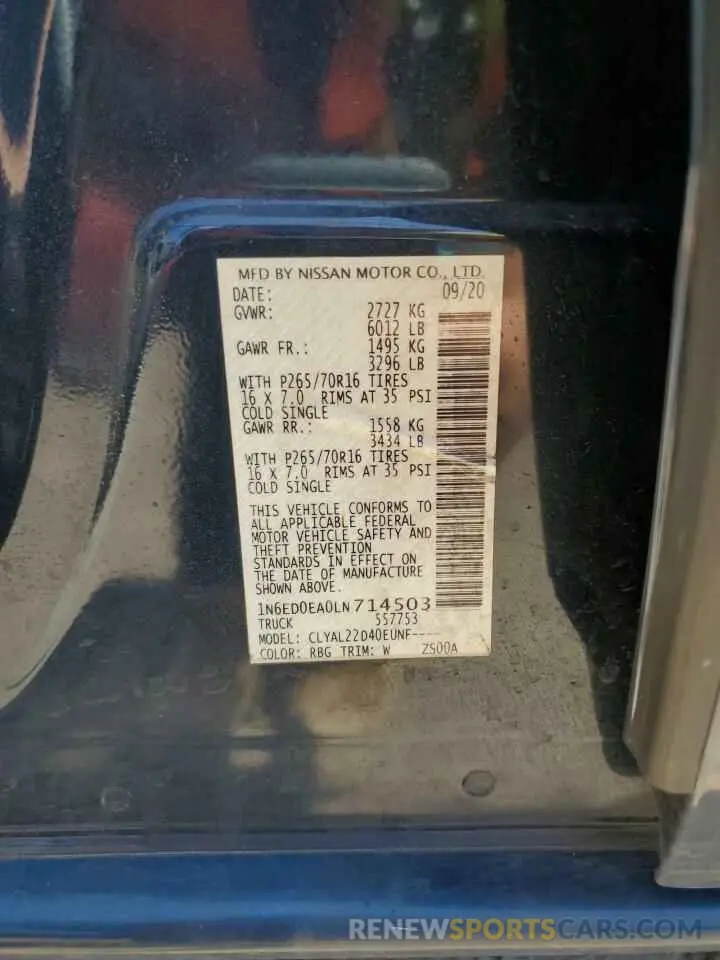 MFD BY NISSAN MOTOR CO., LTD.
DATE: 09/20
GVWR: 2727 KG
6012 LB
GAWR FR.: 1495 KG
3296 LB
WITH P265/70R16 TIRES
16 X 7.0 RIMS AT 35 PSI
COLD SINGLE
GAWR RR.: 1558 KG
3434 LB
WITH P265/70R16 TIRES
16 X 7.0 RIMS AT 35 PSI
COLD SINGLE
THIS VEHICLE CONFORMS TO
ALL APPLICABLE FEDERAL
MOTOR VEHICLE SAFETY AND
THEFT PREVENTION
STANDARDS IN EFFECT ON
THE DATE OF MANUFACTURE
SHOWN ABOVE.
1N6ED0EA0LN714503
TRUCK 557753
MODEL: CLYAL22D40EUNF----
COLOR: RBG TRIM: W ZS00A
RENEWSPORTSCARS.COM